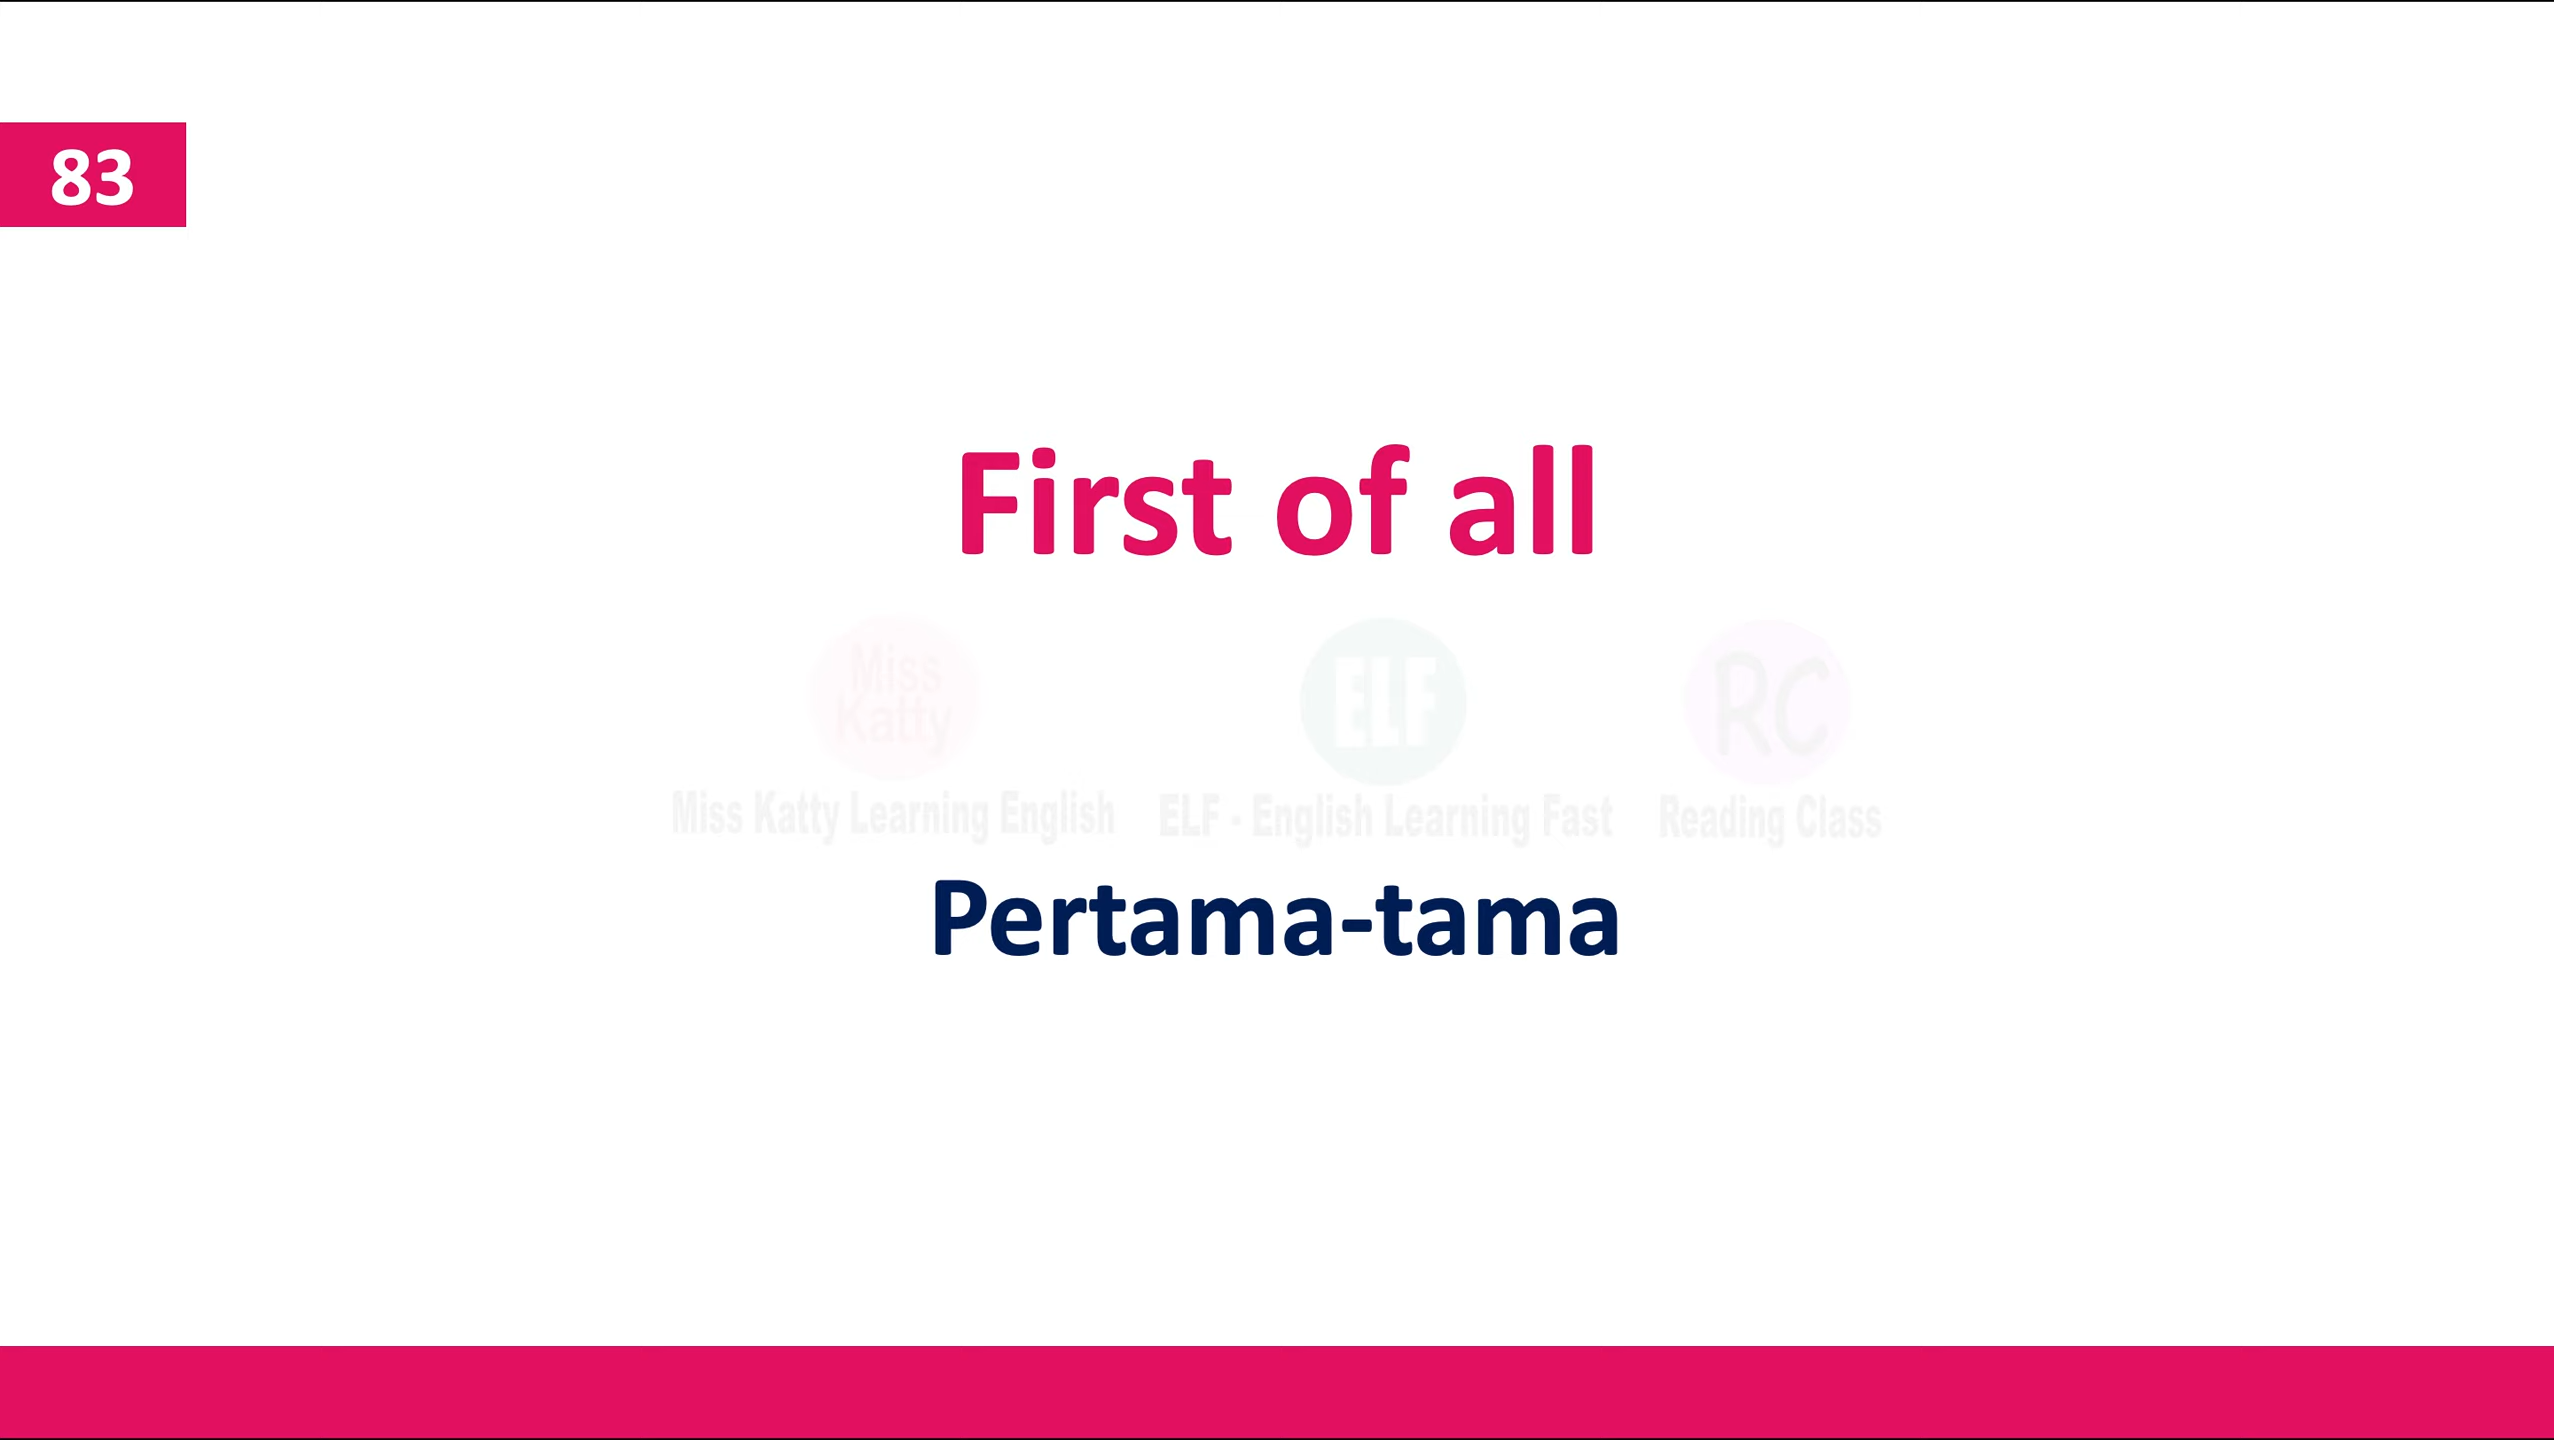 83
First of all
Miss
Katty
ELF
RC
Miss Katty Learning English
ELF - English Learning Fast
Reading Class
Pertama-tama